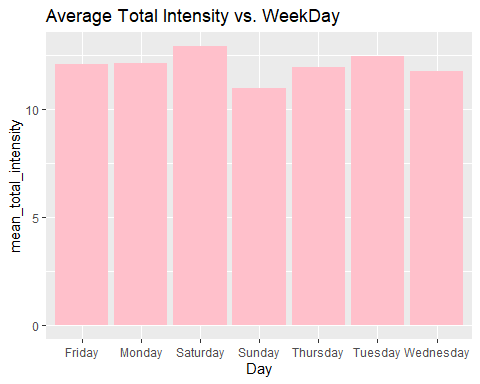 Average Total Intensity vs. WeekDay
mean_total_intensity
10
5
0
Friday Monday Saturday Sunday Thursday Tuesday Wednesday
Day